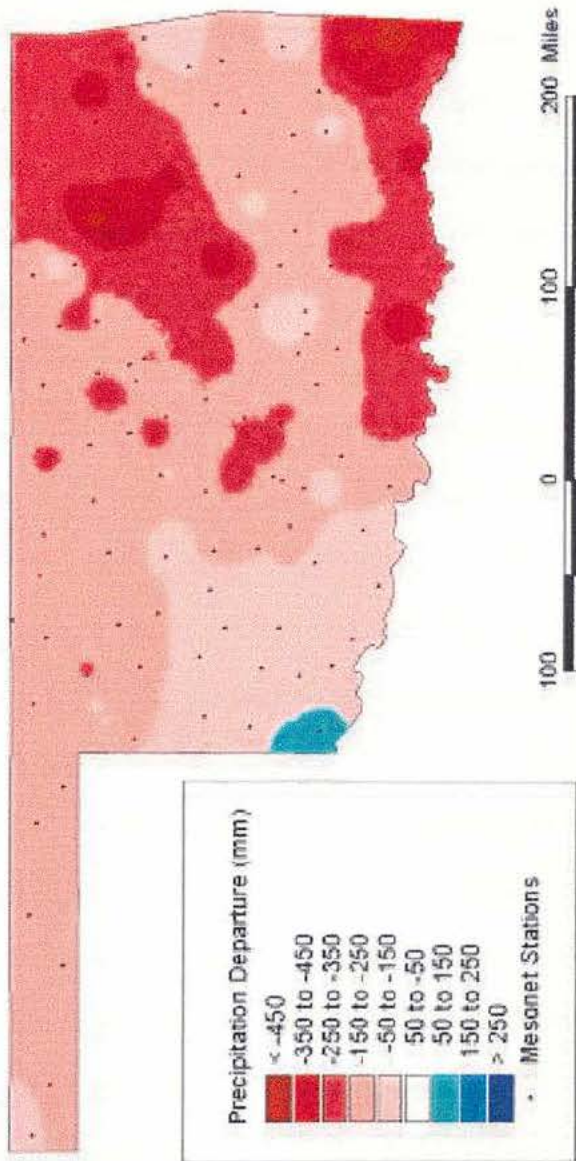 Precipitation Departure (mm)
< -450
-350 to -450
-250 to -350
-150 to -250
-50 to -150
50 to -50
50 to 150
150 to 250
> 250
Mesonet Stations
100 0 100 200 Miles